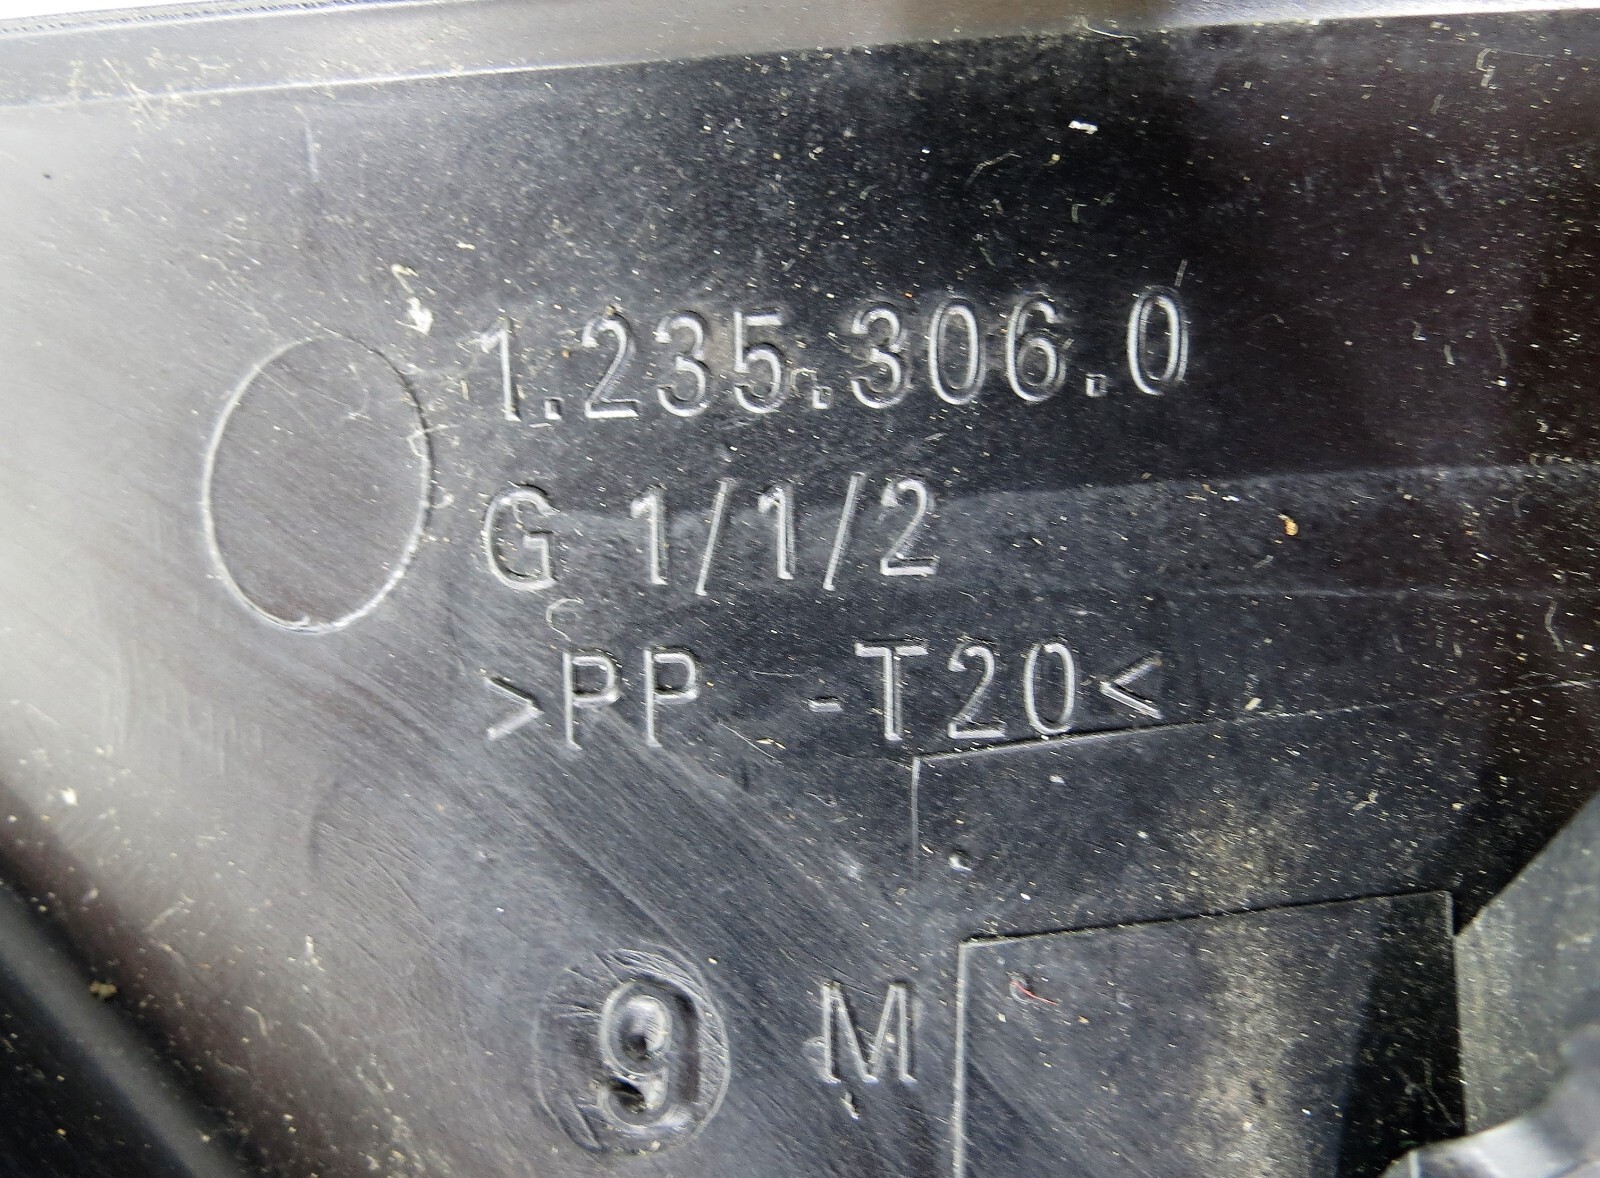 1.235.306.0
G 1/1/2
>PP -T20<
9 M